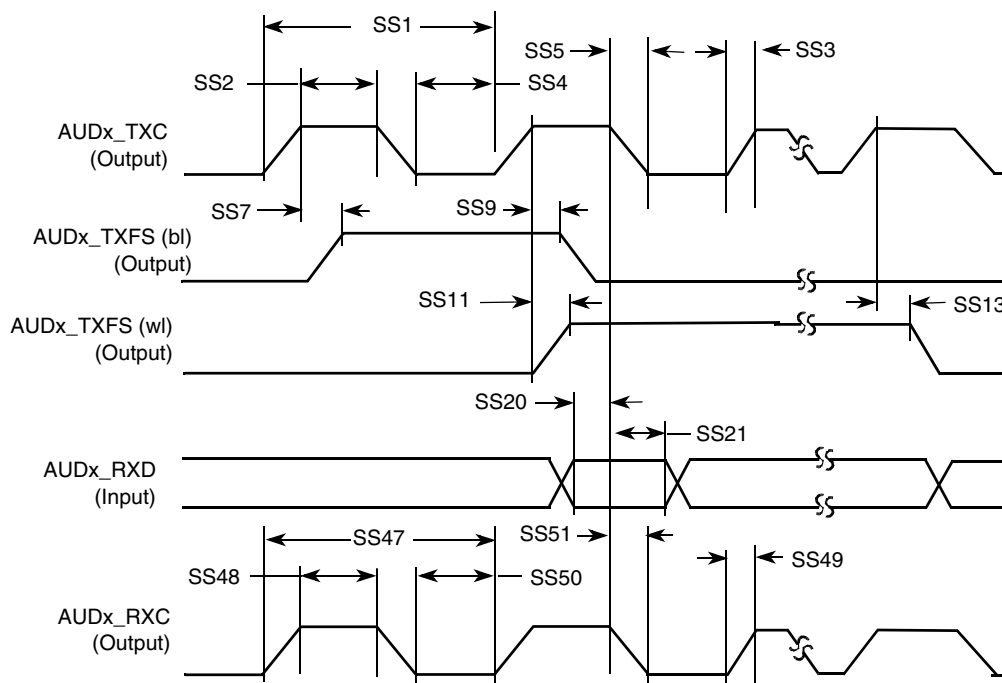 SS1
SS5
SS3
SS2
SS4
AUDx_TXC
(Output)
SS7
SS9
AUDx_TXFS (bl)
(Output)
SS11
SS13
AUDx_TXFS (wl)
(Output)
SS20
SS21
AUDx_RXD
(Input)
SS47
SS51
SS49
SS48
SS50
AUDx_RXC
(Output)